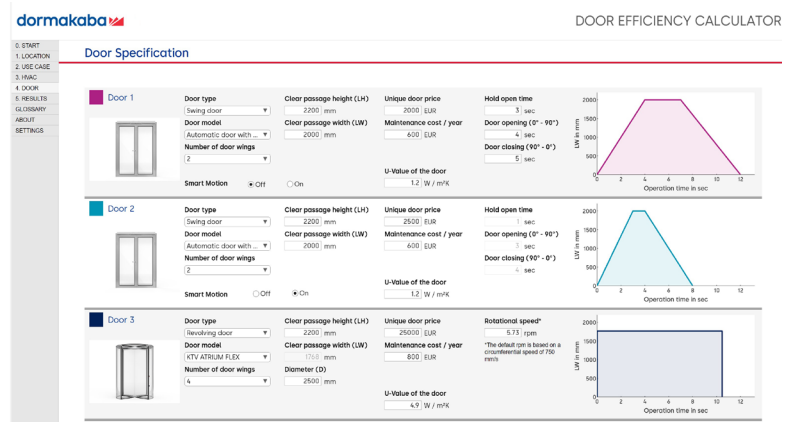 dormakaba
DOOR EFFICIENCY CALCULATOR
0. START
1. LOCATION
2. USE CASE
3. HVAC
4. DOOR
5. RESULTS
GLOSSARY
ABOUT
SETTINGS
Door Specification
Door 1
Door type
Swing door
Door model
Automatic door with ...
Number of door wings
2
Smart Motion Off On
Clear passage height (LH)
2200 mm
Clear passage width (LW)
2000 mm
Unique door price
2000 EUR
Maintenance cost / year
600 EUR
U-Value of the door
1.2 W / m²K
Hold open time
3 sec
Door opening (0° - 90°)
4 sec
Door closing (90° - 0°)
5 sec
LW in mm
2000
1500
1000
500
0
0 2 4 6 8 10 12
Operation time in sec
Door 2
Door type
Swing door
Door model
Automatic door with ...
Number of door wings
2
Smart Motion Off On
Clear passage height (LH)
2200 mm
Clear passage width (LW)
2000 mm
Unique door price
2500 EUR
Maintenance cost / year
600 EUR
U-Value of the door
1.2 W / m²K
Hold open time
1 sec
Door opening (0° - 90°)
3 sec
Door closing (90° - 0°)
4 sec
LW in mm
2000
1500
1000
500
0
0 2 4 6 8 10 12
Operation time in sec
Door 3
Door type
Revolving door
Door model
KTV ATRIUM FLEX
Number of door wings
4
Clear passage height (LH)
2200 mm
Clear passage width (LW)
1768 mm
Diameter (D)
2500 mm
Unique door price
25000 EUR
Maintenance cost / year
800 EUR
U-Value of the door
4.9 W / m²K
Rotational speed*
5.73 rpm
*The default rpm is based on a
circumferential speed of 750
mm/s
LW in mm
2000
1500
1000
500
0
0 2 4 6 8 10 12
Operation time in sec